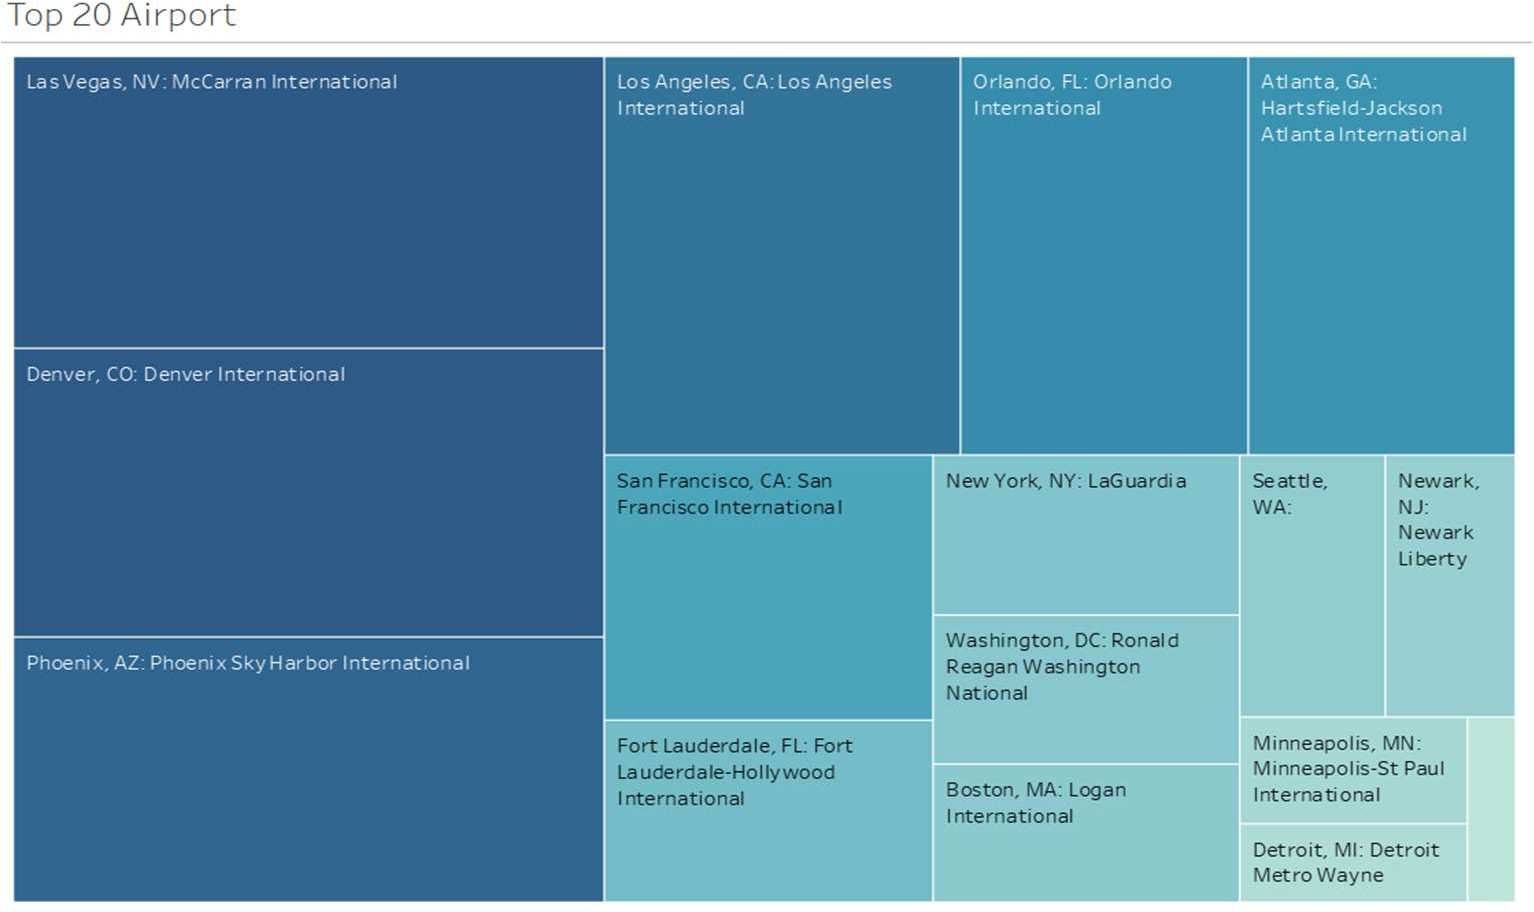 Top 20 Airport
Las Vegas, NV: McCarran International
Denver, CO: Denver International
Phoenix, AZ: Phoenix Sky Harbor International
Los Angeles, CA: Los Angeles
International
Orlando, FL: Orlando
International
Atlanta, GA:
Hartsfield-Jackson
Atlanta International
San Francisco, CA: San
Francisco International
Fort Lauderdale, FL: Fort
Lauderdale-Hollywood
International
New York, NY: LaGuardia
Washington, DC: Ronald
Reagan Washington
National
Boston, MA: Logan
International
Seattle,
WA:
Newark,
NJ:
Newark
Liberty
Minneapolis, MN:
Minneapolis-St Paul
International
Detroit, MI: Detroit
Metro Wayne